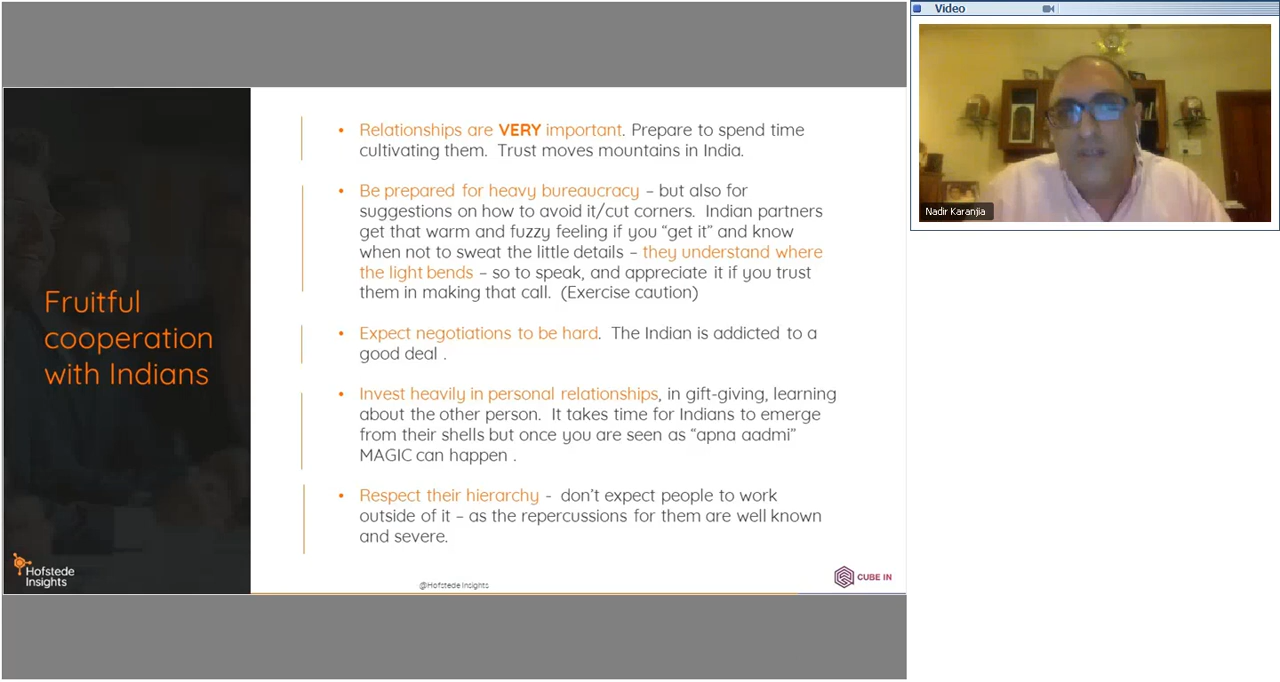 Fruitful
cooperation
with Indians
Hofstede
Insights
• Relationships are VERY important. Prepare to spend time
cultivating them.  Trust moves mountains in India.
• Be prepared for heavy bureaucracy – but also for
suggestions on how to avoid it/cut corners.  Indian partners
get that warm and fuzzy feeling if you “get it” and know
when not to sweat the little details – they understand where
the light bends – so to speak, and appreciate it if you trust
them in making that call.  (Exercise caution)
• Expect negotiations to be hard.  The Indian is addicted to a
good deal .
• Invest heavily in personal relationships, in gift-giving, learning
about the other person.  It takes time for Indians to emerge
from their shells but once you are seen as “apna aadmi”
MAGIC can happen .
• Respect their hierarchy -  don’t expect people to work
outside of it – as the repercussions for them are well known
and severe.
@Hofstede Insights
CUBE IN
Video
Nadir Karanjia